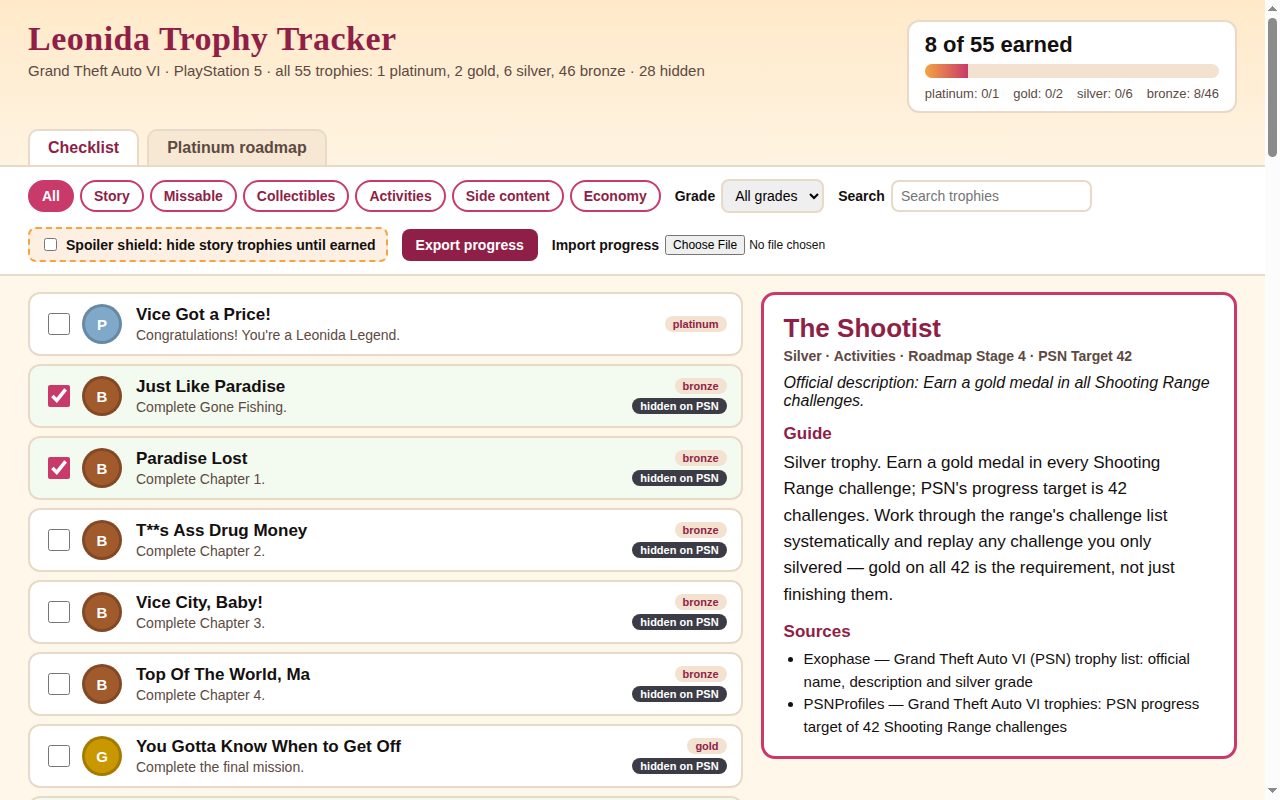 Leonida Trophy Tracker
Grand Theft Auto VI · PlayStation 5 · all 55 trophies: 1 platinum, 2 gold, 6 silver, 46 bronze · 28 hidden
8 of 55 earned
platinum: 0/1 gold: 0/2 silver: 0/6 bronze: 8/46
Checklist Platinum roadmap
All Story Missable Collectibles Activities Side content Economy Grade All grades Search Search trophies
Spoiler shield: hide story trophies until earned Export progress Import progress Choose File No file chosen
P
Vice Got a Price!
Congratulations! You're a Leonida Legend.
platinum
B
Just Like Paradise
Complete Gone Fishing.
bronze
hidden on PSN
B
Paradise Lost
Complete Chapter 1.
bronze
hidden on PSN
B
T**s Ass Drug Money
Complete Chapter 2.
bronze
hidden on PSN
B
Vice City, Baby!
Complete Chapter 3.
bronze
hidden on PSN
B
Top Of The World, Ma
Complete Chapter 4.
bronze
hidden on PSN
G
You Gotta Know When to Get Off
Complete the final mission.
gold
hidden on PSN
The Shootist
Silver · Activities · Roadmap Stage 4 · PSN Target 42
Official description: Earn a gold medal in all Shooting Range
challenges.
Guide
Silver trophy. Earn a gold medal in every Shooting
Range challenge; PSN's progress target is 42
challenges. Work through the range's challenge list
systematically and replay any challenge you only
silvered — gold on all 42 is the requirement, not just
finishing them.
Sources
Exophase — Grand Theft Auto VI (PSN) trophy list: official
name, description and silver grade
PSNProfiles — Grand Theft Auto VI trophies: PSN progress
target of 42 Shooting Range challenges